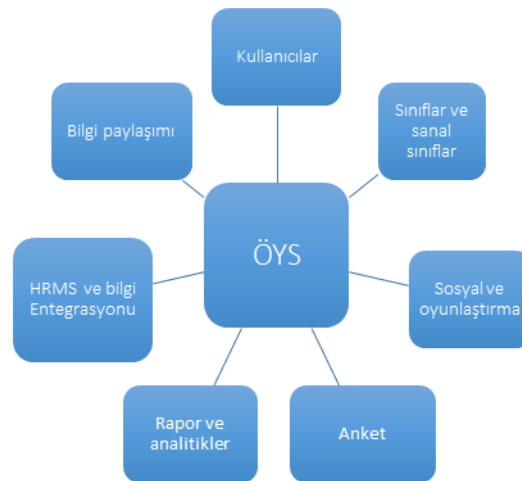 Kullanıcılar
Bilgi paylaşımı
Sınıflar ve
sanal
sınıflar
ÖYS
HRMS ve bilgi
Entegrasyonu
Sosyal ve
oyunlaştırma
Rapor ve
analitikler
Anket